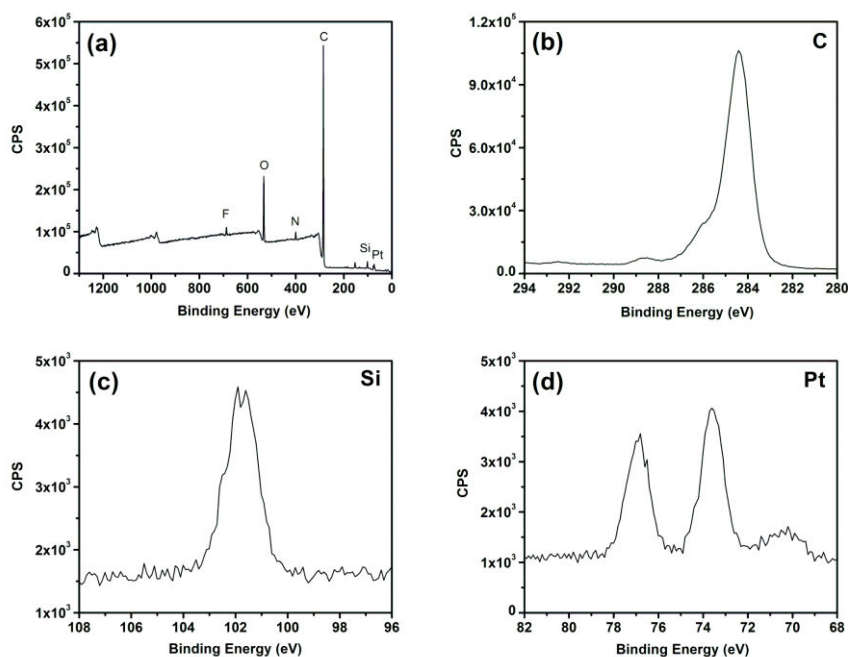 (a)
C
O
F
N
Si
Pt
6x10⁵
5x10⁵
4x10⁵
3x10⁵
2x10⁵
1x10⁵
0
CPS
1200 1000 800 600 400 200 0
Binding Energy (eV)
(b)
C
1.5x10⁵
1.2x10⁵
9.0x10⁴
6.0x10⁴
3.0x10⁴
0.0
CPS
294 292 290 288 286 284 282 280
Binding Energy (eV)
(c)
Si
5x10³
4x10³
3x10³
2x10³
1x10³
CPS
108 106 104 102 100 98 96
Binding Energy (eV)
(d)
Pt
5x10³
4x10³
3x10³
2x10³
1x10³
0
CPS
82 80 78 76 74 72 70 68
Binding Energy (eV)